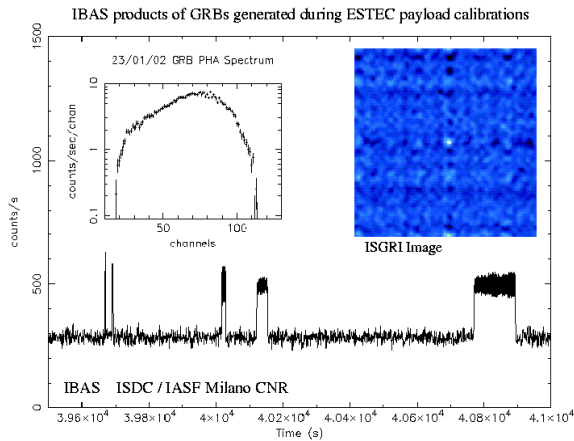 IBAS products of GRBs generated during ESTEC payload calibrations
1500
1000
500
0
counts/s
23/01/02 GRB PHA Spectrum
10
1
0.1
counts/sec/chan
50
100
channels
ISGRI Image
IBAS ISDC / IASF Milano CNR
3.96×10⁴
3.98×10⁴
4×10⁴
4.02×10⁴
4.04×10⁴
4.06×10⁴
4.08×10⁴
4.1×10⁴
Time (s)